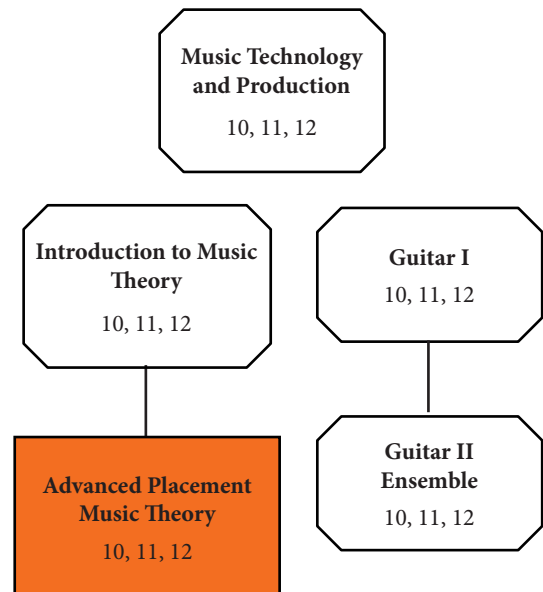 Music Technology
and Production
10, 11, 12
Introduction to Music
Theory
10, 11, 12
Guitar I
10, 11, 12
Advanced Placement
Music Theory
10, 11, 12
Guitar II
Ensemble
10, 11, 12